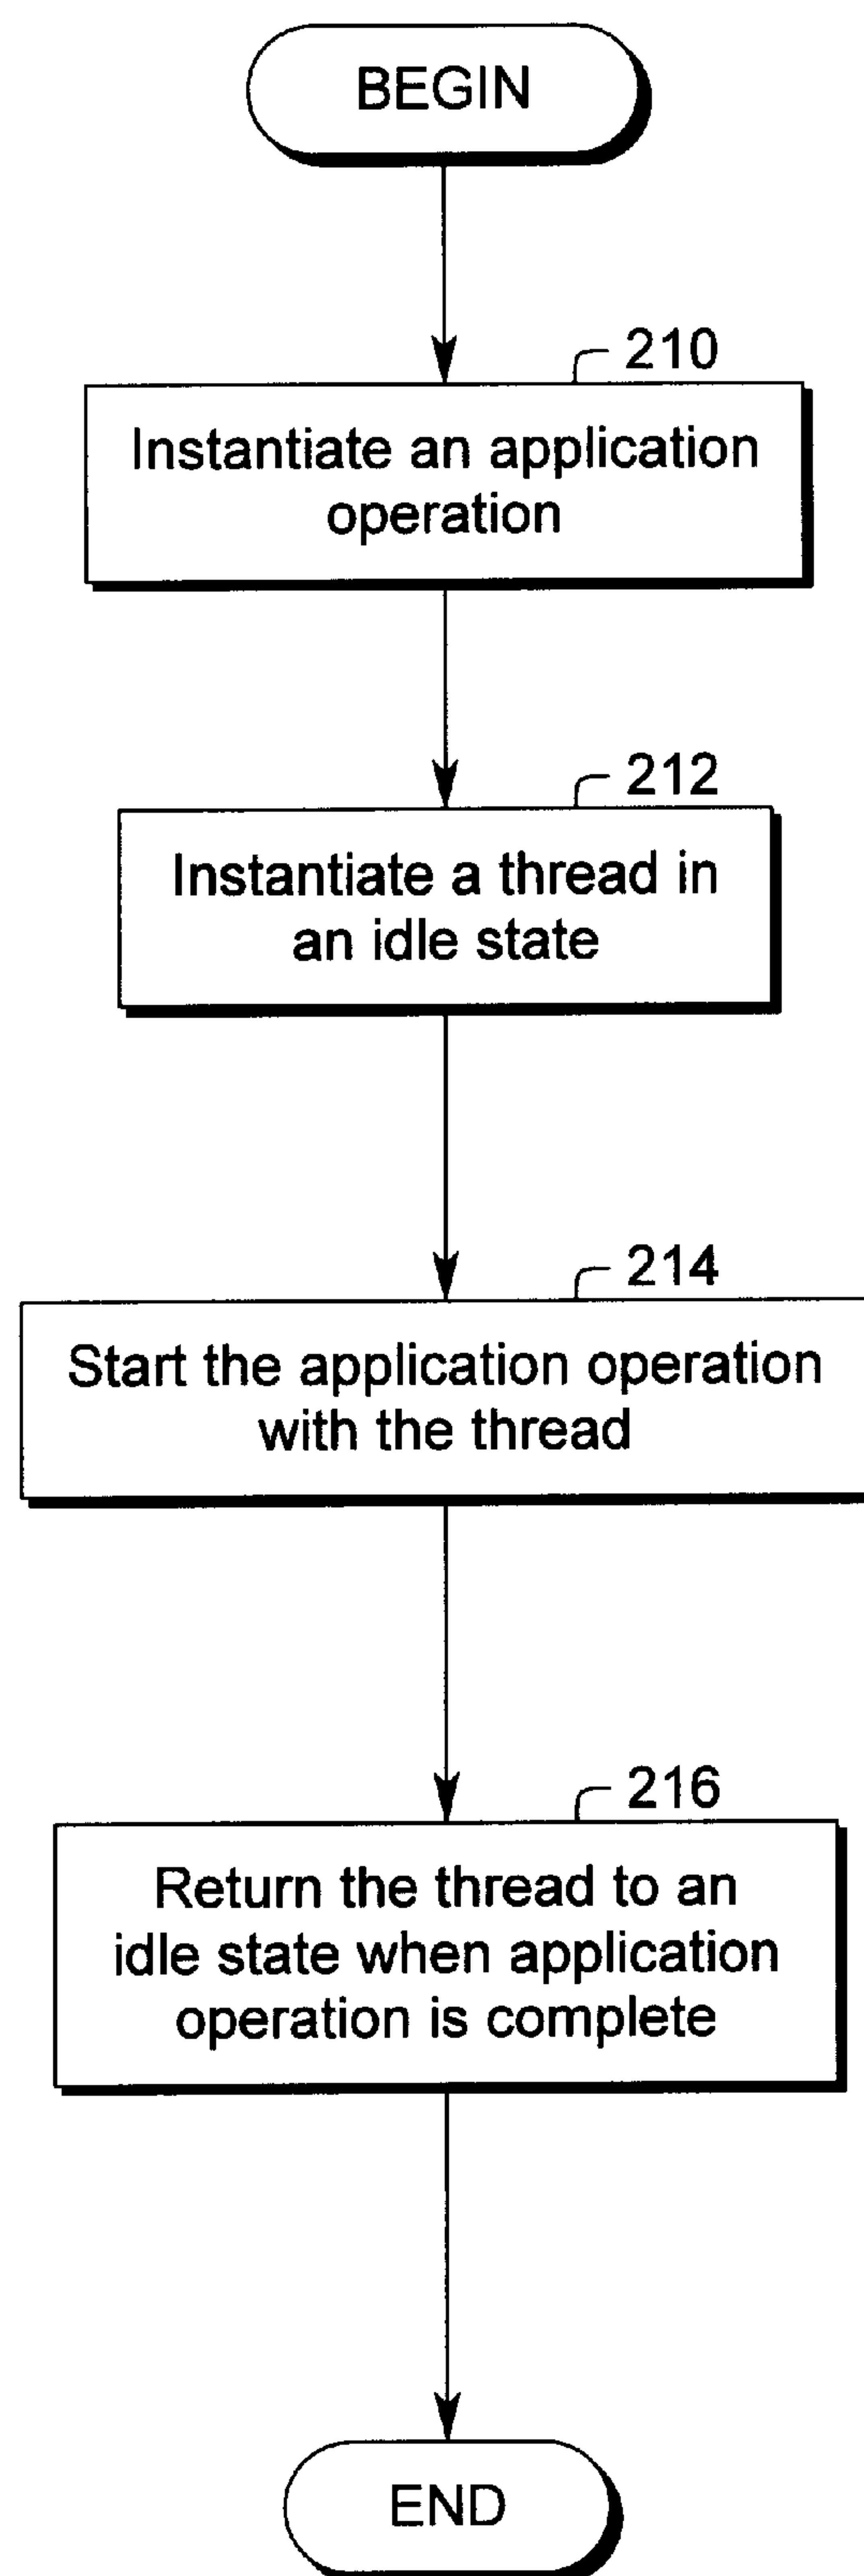 BEGIN
210
Instantiate an application
operation
212
Instantiate a thread in
an idle state
214
Start the application operation
with the thread
216
Return the thread to an
idle state when application
operation is complete
END